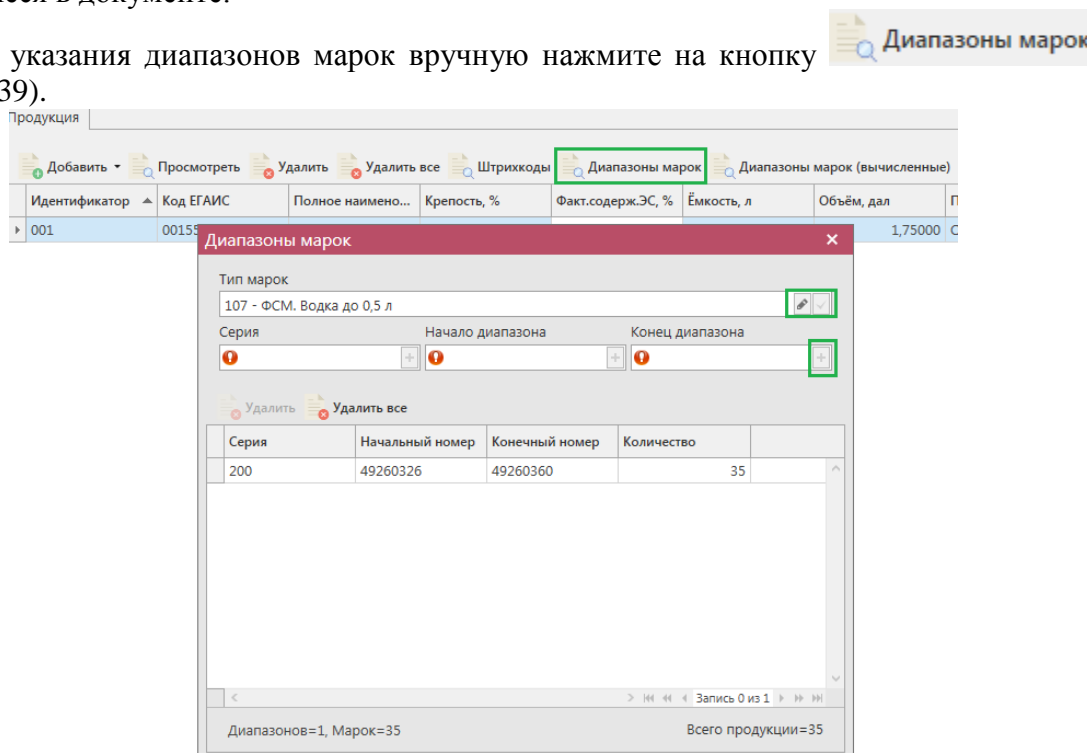 в документе.
указания диапазонов марок вручную нажмите на кнопку Диапазоны марок
39).
Продукция
Добавить Просмотреть Удалить Удалить все Штрихкоды Диапазоны марок Диапазоны марок (вычисленные)
Идентификатор Код ЕГАИС Полное наимено... Крепость, % Факт.содерж.ЭС, % Ёмкость, л Объём, дал
001 00155 1,75000
Диапазоны марок
Тип марок
107 - ФСМ. Водка до 0,5 л
Серия Начало диапазона Конец диапазона
Удалить Удалить все
Серия Начальный номер Конечный номер Количество
200 49260326 49260360 35
Запись 0 из 1
Диапазонов=1, Марок=35 Всего продукции=35